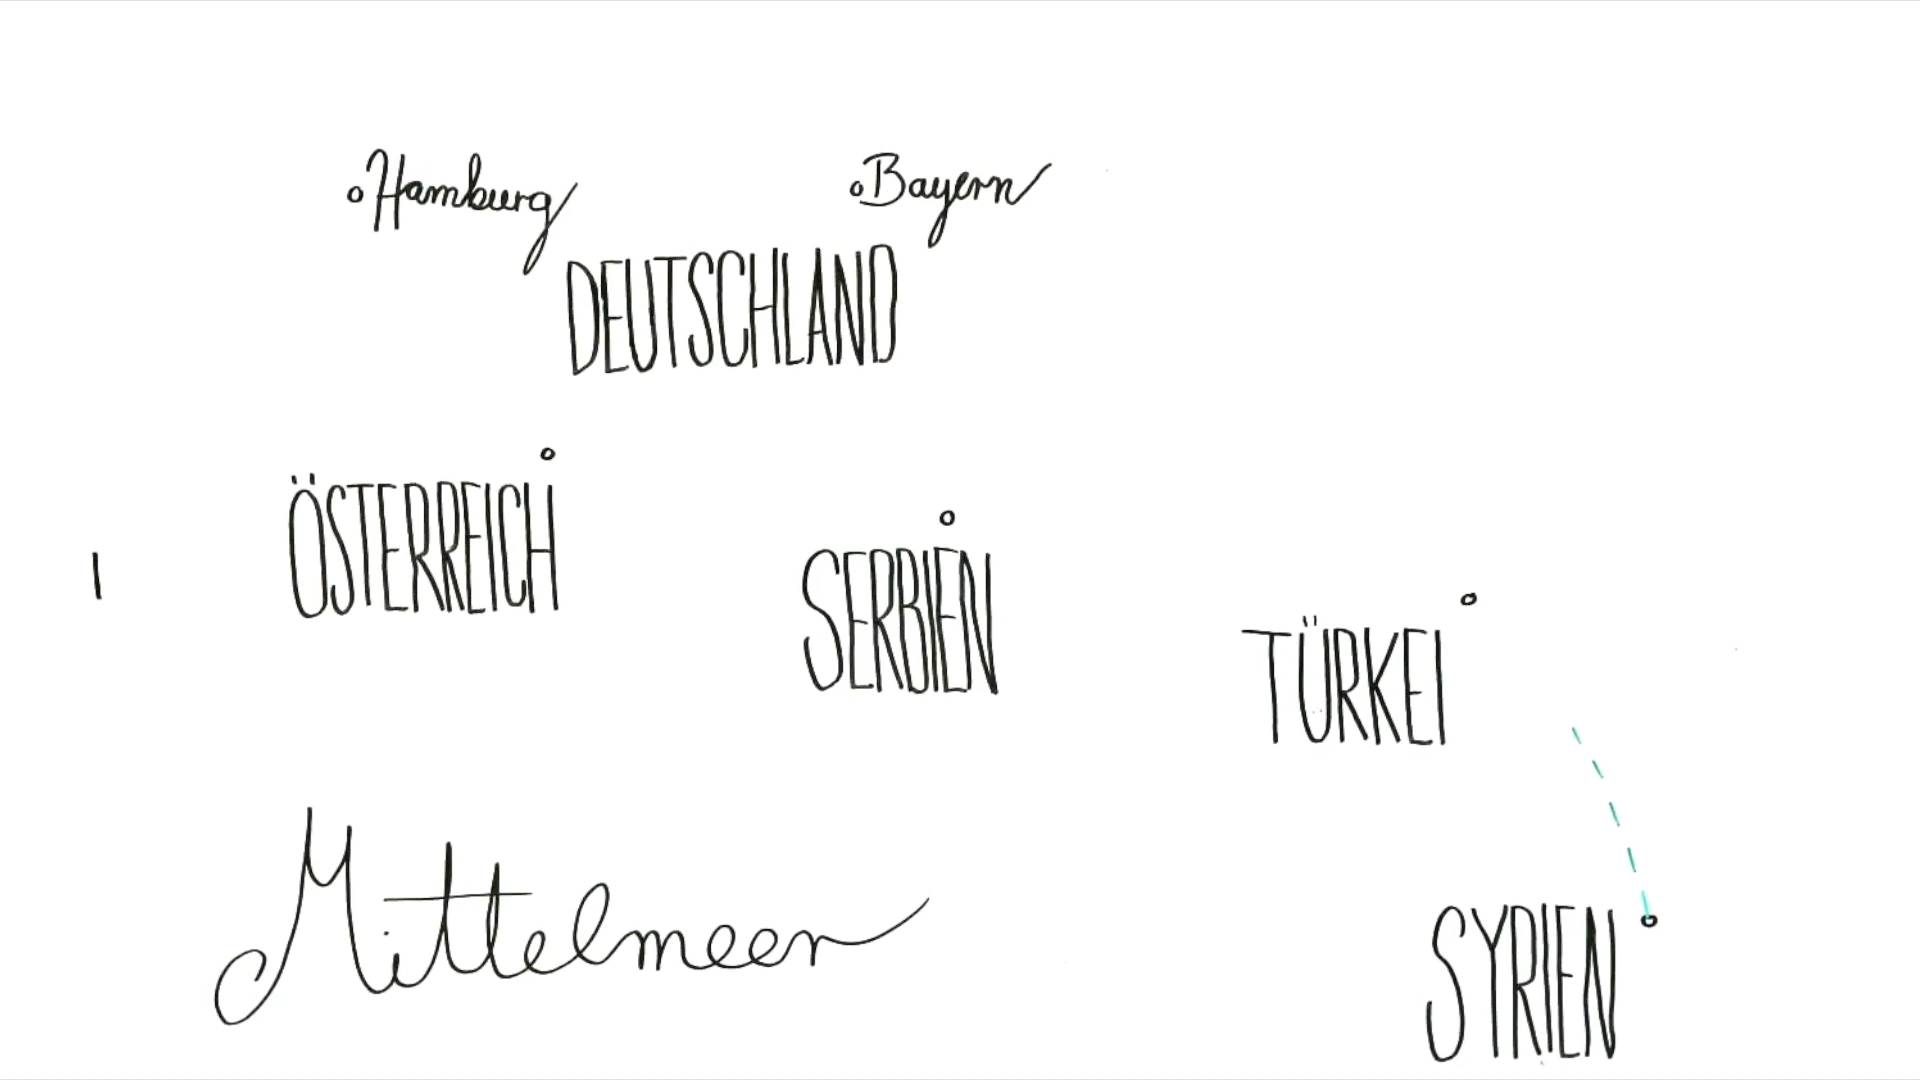 Hamburg
Bayern
DEUTSCHLAND
ÖSTERREICH
SERBIEN
TÜRKEI
Mittelmeer
SYRIEN